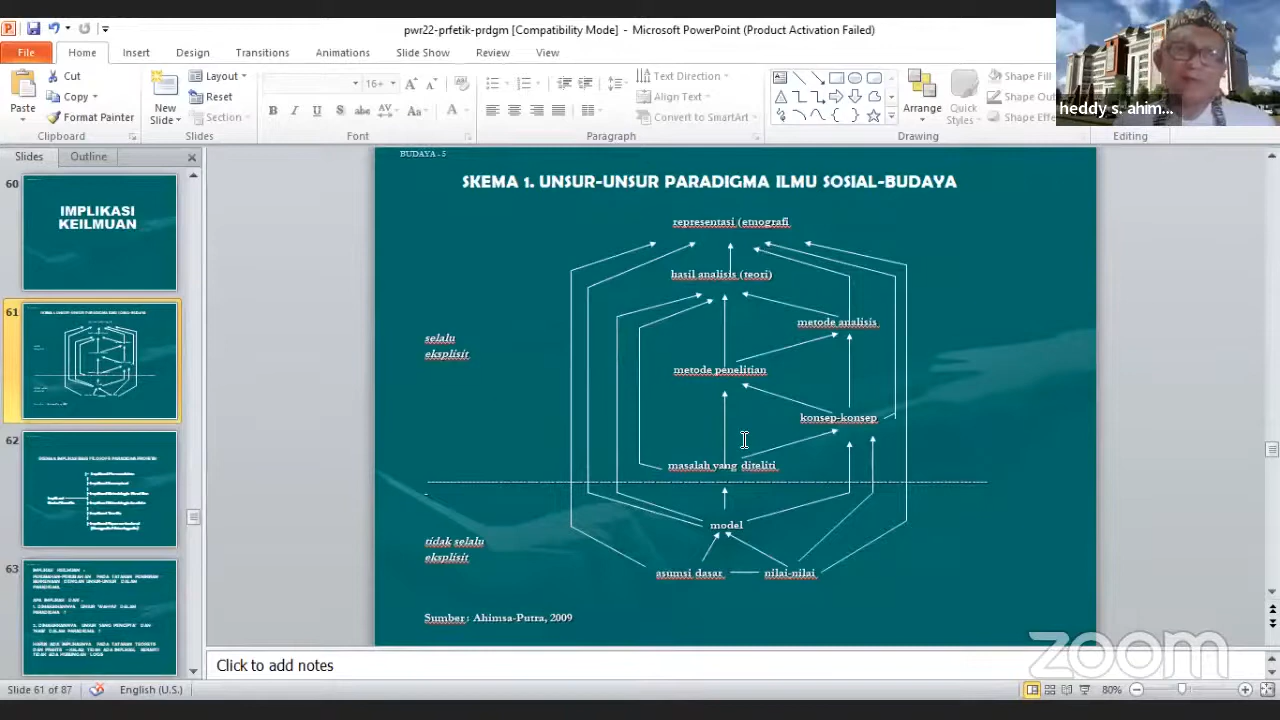 pwr22-prfetik-prdgm [Compatibility Mode] - Microsoft PowerPoint (Product Activation Failed)
File Home Insert Design Transitions Animations Slide Show Review View
Paste
Cut
Copy
Format Painter
Clipboard
New
Slide
Layout
Reset
Section
Slides
16+
B I U S abc AV Aa A
Font
Text Direction
Align Text
Convert to SmartArt
Paragraph
Arrange
Quick
Styles
Shape Fill
Shape
Shape
Drawing
Editing
heddy s. ahim...
Slides Outline
60
IMPLIKASI
KEILMUAN
61
62
63
BUDAYA - 5
SKEMA 1. UNSUR-UNSUR PARADIGMA ILMU SOSIAL-BUDAYA
representasi (etnografi
hasil analisis (teori)
metode analisis
selalu
eksplisit
metode penelitian
konsep-konsep
masalah yang diteliti
model
tidak selalu
eksplisit
asumsi dasar
nilai-nilai
Sumber: Ahimsa-Putra, 2009
zoom
Click to add notes
Slide 61 of 87
English (U.S.)
80%